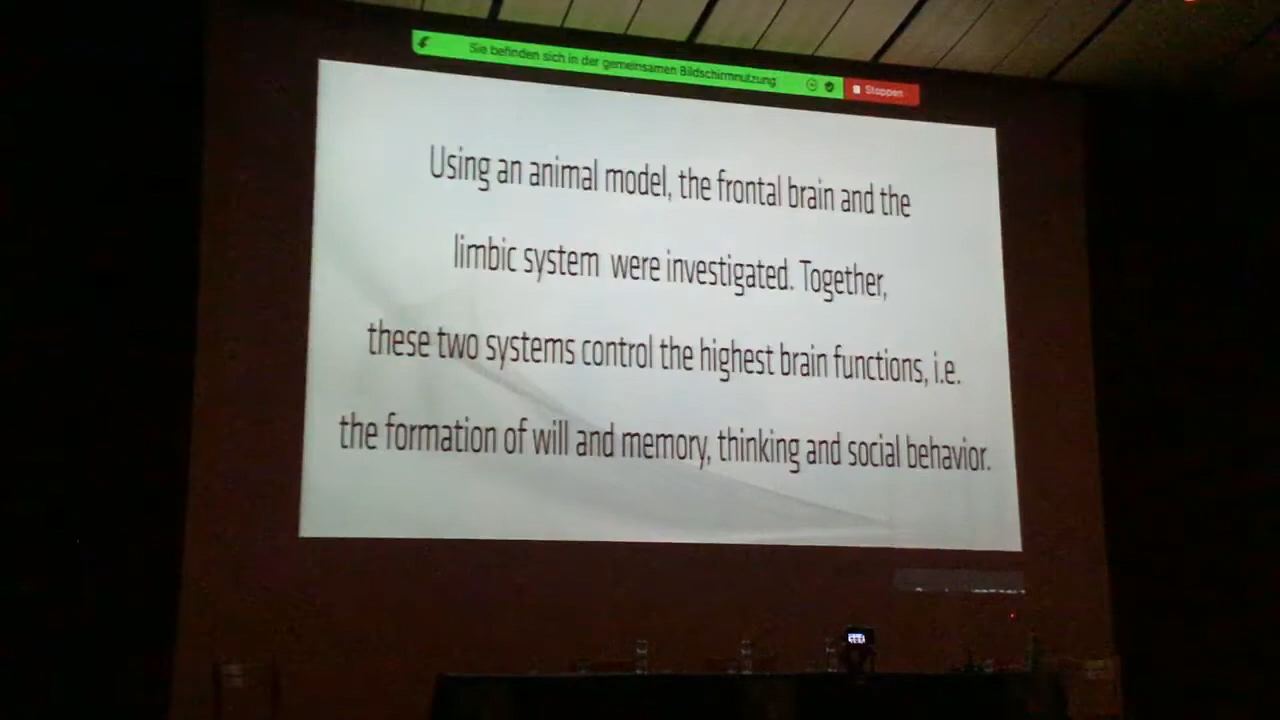 Sie befinden sich in der gemeinsamen Bildschirmnutzung
Stoppen
Using an animal model, the frontal brain and the
limbic system were investigated. Together,
these two systems control the highest brain functions, i.e.
the formation of will and memory, thinking and social behavior.